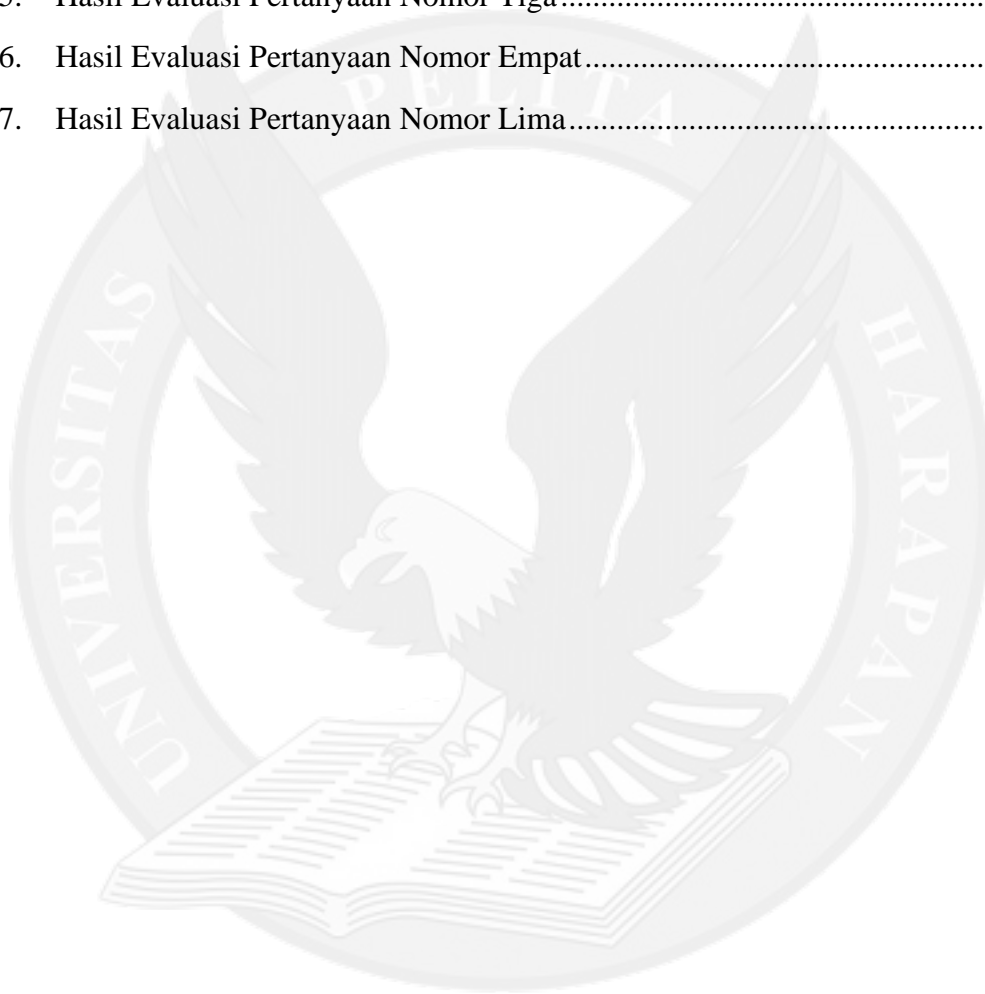 5. Hasil Evaluasi Pertanyaan Nomor Tiga................................................
6. Hasil Evaluasi Pertanyaan Nomor Empat.............................................
7. Hasil Evaluasi Pertanyaan Nomor Lima...............................................
UNIVERSITAS PELITA HARAPAN